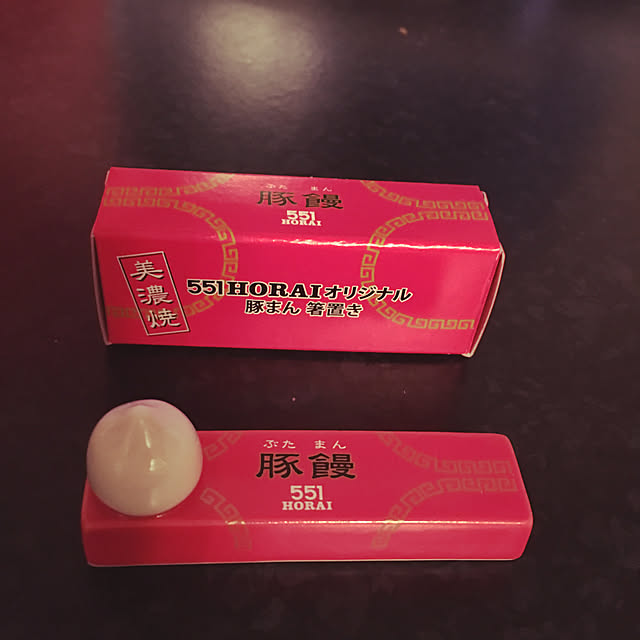 ぶた まん
豚饅
551
HORAI
美濃焼
551HORAIオリジナル
豚まん 箸置き
ぶた まん
豚饅
551
HORAI